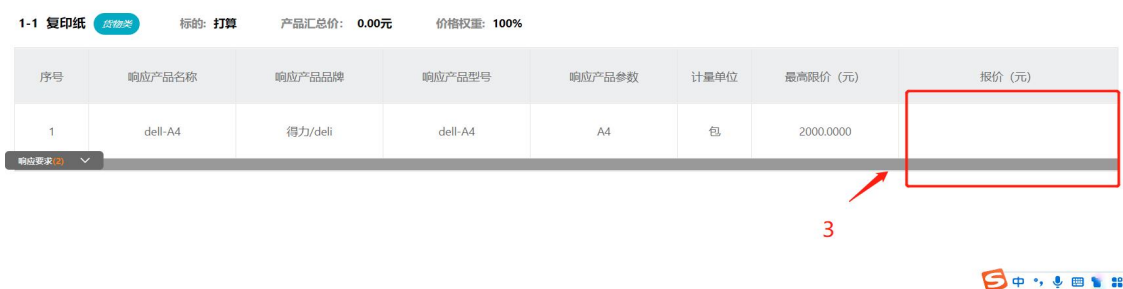 1-1 复印纸 货物类 标的: 打算 产品汇总价: 0.00元 价格权重: 100%
序号 响应产品名称 响应产品品牌 响应产品型号 响应产品参数 计量单位 最高限价（元） 报价（元）
1 dell-A4 得力/deli dell-A4 A4 包 2000.0000
响应要求(2)
3
S 中